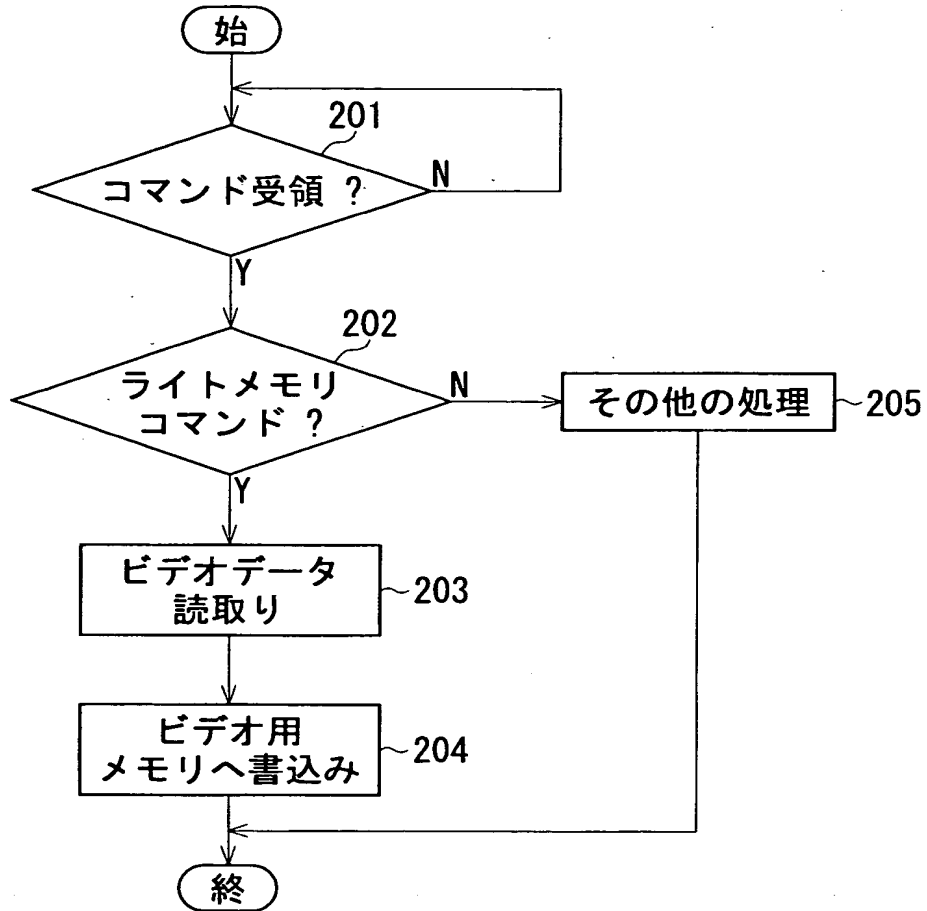 始
201
コマンド受領 ?
N
Y
202
ライトメモリ
コマンド ?
N
その他の処理
205
Y
ビデオデータ
読取り
203
ビデオ用
メモリへ書込み
204
終